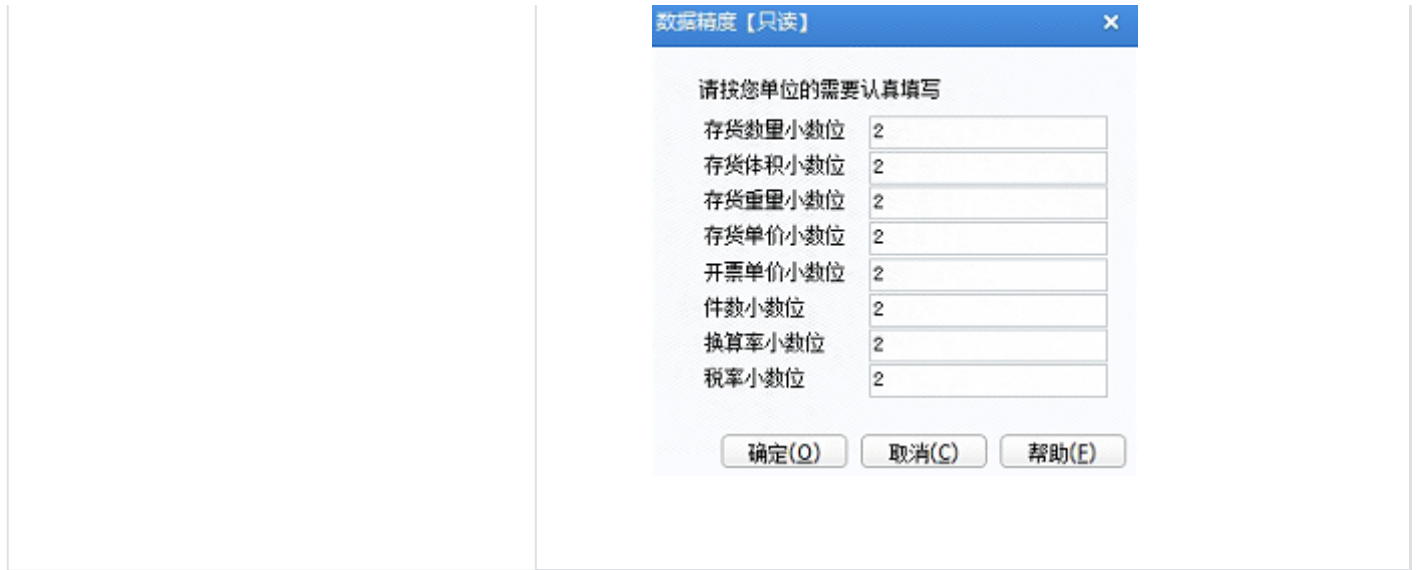 数据精度【只读】
请按您单位的需要认真填写
存货数量小数位 2
存货体积小数位 2
存货重量小数位 2
存货单价小数位 2
开票单价小数位 2
件数小数位 2
换算率小数位 2
税率小数位 2
确定(O) 取消(C) 帮助(F)